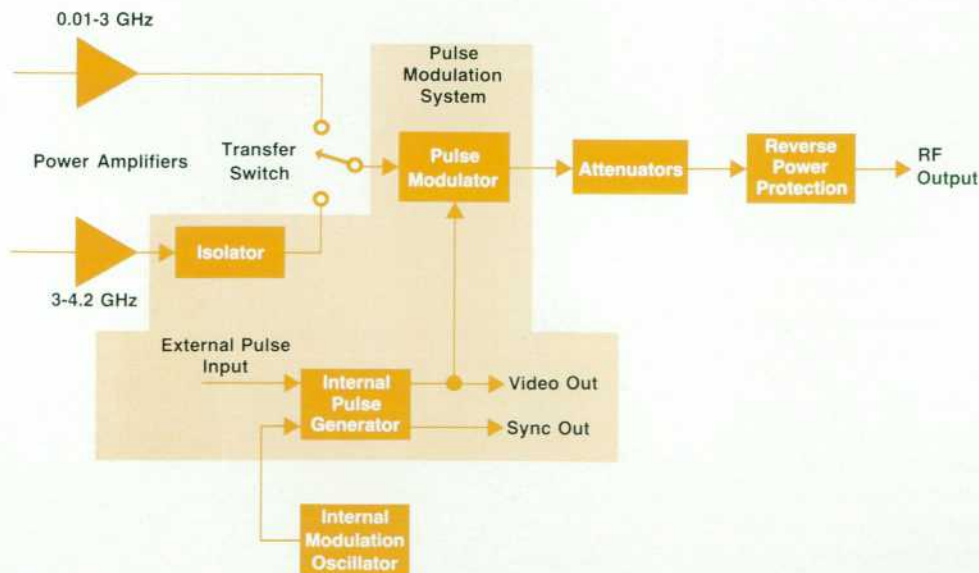 0.01-3 GHz
Pulse
Modulation
System
Power Amplifiers
Transfer
Switch
Pulse
Modulator
Attenuators
Reverse
Power
Protection
RF
Output
Isolator
3-4.2 GHz
External Pulse
Input
Internal
Pulse
Generator
Video Out
Sync Out
Internal
Modulation
Oscillator